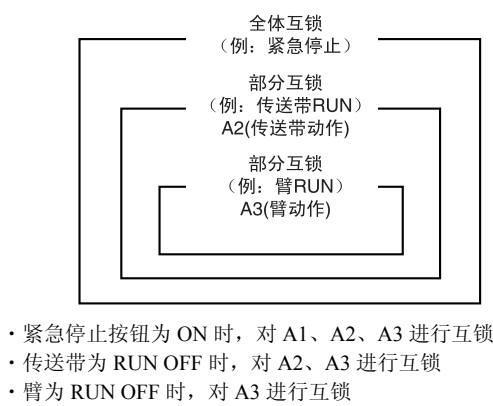 全体互锁
（例：紧急停止）
部分互锁
（例：传送带RUN）
A2(传送带动作)
部分互锁
（例：臂RUN）
A3(臂动作)
・紧急停止按钮为 ON 时，对 A1、A2、A3 进行互锁
・传送带为 RUN OFF 时，对 A2、A3 进行互锁
・臂为 RUN OFF 时，对 A3 进行互锁